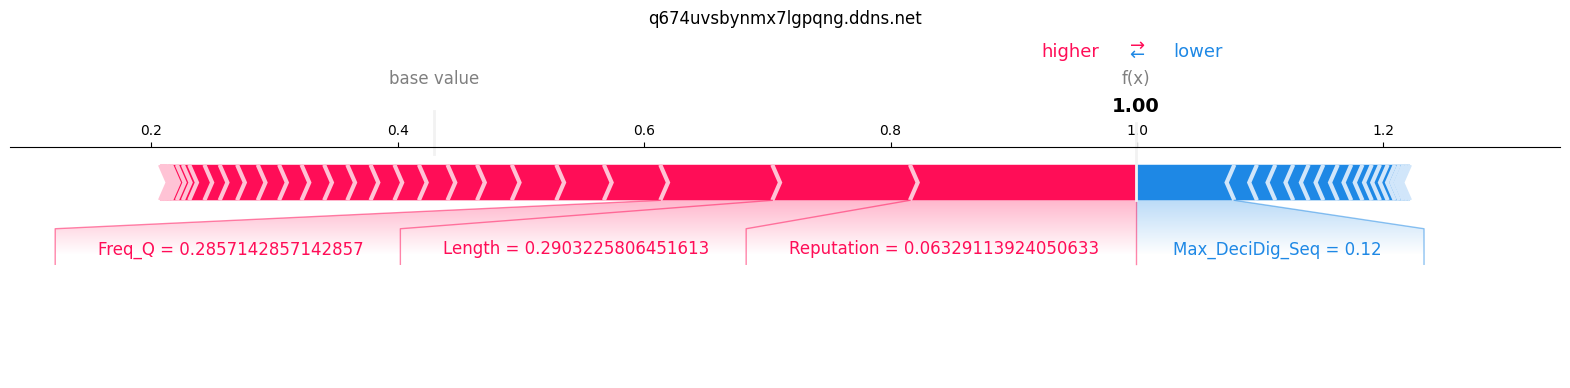 q674uvsbynmx7lgpqng.ddns.net
higher → ← lower
base value f(x)
1.00
0.2 0.4 0.6 0.8 1.0 1.2
Freq_Q = 0.2857142857142857 Length = 0.2903225806451613 Reputation = 0.06329113924050633 Max_DeciDig_Seq = 0.12